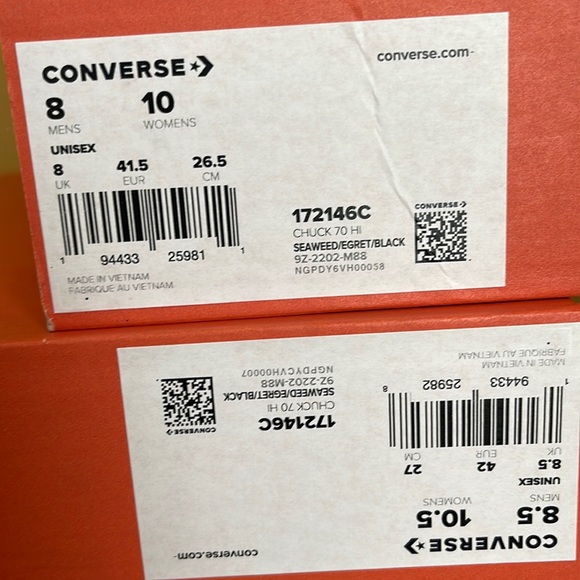 CONVERSE
converse.com
8 10
MENS WOMENS
UNISEX
8 41.5 26.5
UK EUR CM
1 94433 25981 1
MADE IN VIETNAM
FABRIQUE AU VIETNAM
CONVERSE
172146C
CHUCK 70 HI
SEAWEED/EGRET/BLACK
9Z-2202-M88
NGPDY6VH00058
CONVERSE
converse.com
8.5 10.5
MENS WOMENS
UNISEX
8.5 42 27
UK EUR CM
1 94433 25982 8
MADE IN VIETNAM
FABRIQUE AU VIETNAM
CONVERSE
172146C
CHUCK 70 HI
SEAWEED/EGRET/BLACK
9Z-2202-M88
NGPDYCVH00007